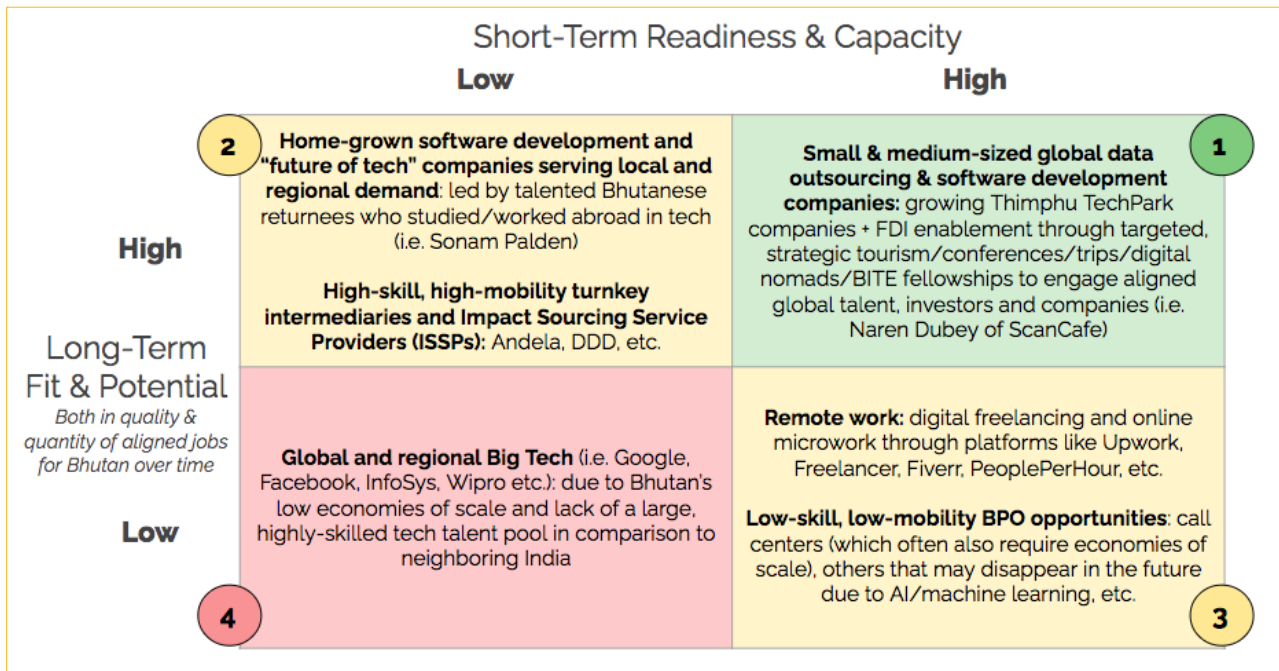 Short-Term Readiness & Capacity
Low
High
2
Home-grown software development and
“future of tech” companies serving local and
regional demand: led by talented Bhutanese
returnees who studied/worked abroad in tech
(i.e. Sonam Palden)
High-skill, high-mobility turnkey
intermediaries and Impact Sourcing Service
Providers (ISSPs): Andela, DDD, etc.
1
Small & medium-sized global data
outsourcing & software development
companies: growing Thimphu TechPark
companies + FDI enablement through targeted,
strategic tourism/conferences/trips/digital
nomads/BITE fellowships to engage aligned
global talent, investors and companies (i.e.
Naren Dubey of ScanCafe)
High
Long-Term
Fit & Potential
Both in quality &
quantity of aligned jobs
for Bhutan over time
Low
Global and regional Big Tech (i.e. Google,
Facebook, InfoSys, Wipro etc.): due to Bhutan’s
low economies of scale and lack of a large,
highly-skilled tech talent pool in comparison to
neighboring India
4
Remote work: digital freelancing and online
microwork through platforms like Upwork,
Freelancer, Fiverr, PeoplePerHour, etc.
Low-skill, low-mobility BPO opportunities: call
centers (which often also require economies of
scale), others that may disappear in the future
due to AI/machine learning, etc.
3